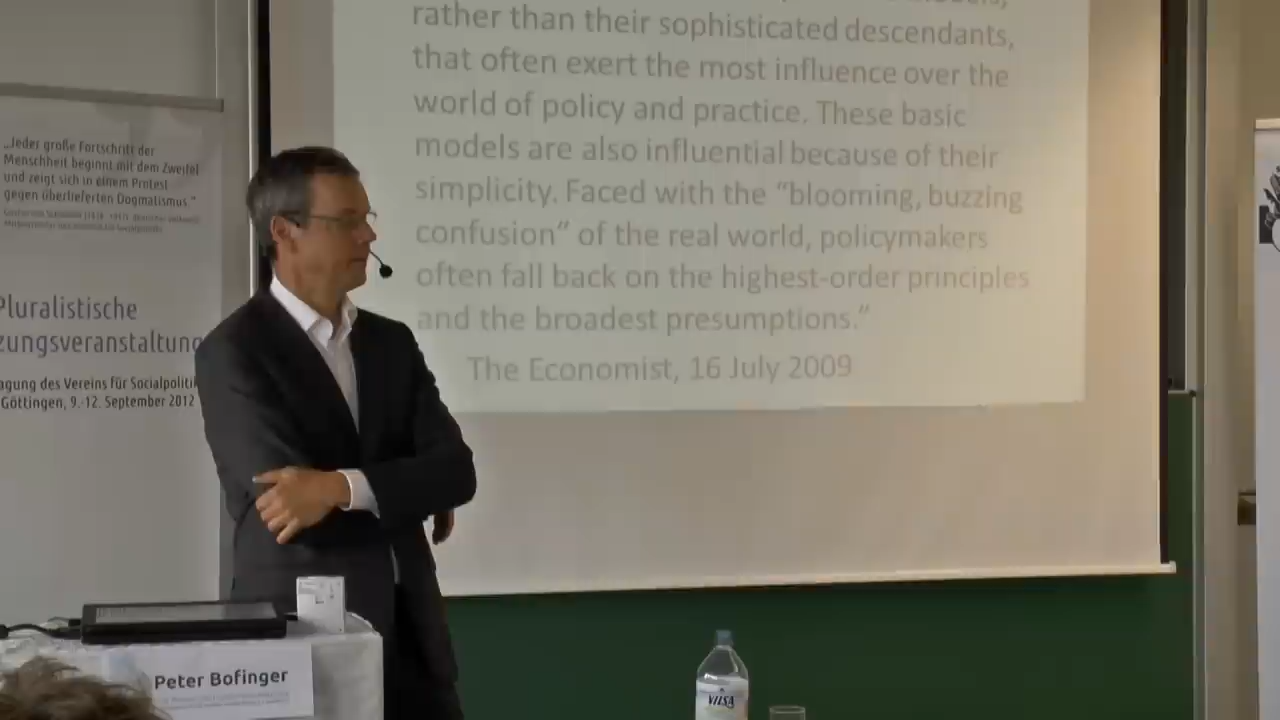 „Jeder große Fortschritt der
Menschheit beginnt mit dem Zweifel
und zeigt sich in einem Protest
gegen überlieferten Dogmatismus."
Pluralistische
zungsveranstaltung
agung des Vereins für Socialpolitik
Göttingen, 9.-12. September 2012
rather than their sophisticated descendants,
that often exert the most influence over the
world of policy and practice. These basic
models are also influential because of their
simplicity. Faced with the “blooming, buzzing
confusion” of the real world, policymakers
often fall back on the highest-order principles
and the broadest presumptions.”
The Economist, 16 July 2009
Peter Bofinger
VILSA